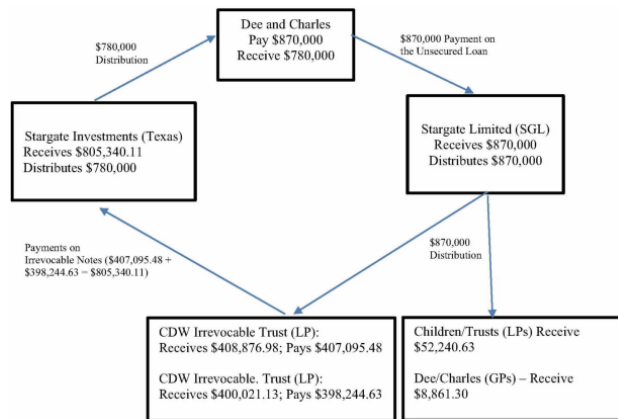 Dee and Charles
Pay $870,000
Receive $780,000
$780,000
Distribution
$870,000 Payment on
the Unsecured Loan
Stargate Investments (Texas)
Receives $805,340.11
Distributes $780,000
Stargate Limited (SGL)
Receives $870,000
Distributes $870,000
Payments on
Irrevocable Notes ($407,095.48 +
$398,244.63 = $805,340.11)
$870,000
Distribution
CDW Irrevocable Trust (LP):
Receives $408,876.98; Pays $407,095.48
CDW Irrevocable. Trust (LP):
Receives $400,021.13; Pays $398,244.63
Children/Trusts (LPs) Receive
$52,240.63
Dee/Charles (GPs) – Receive
$8,861.30